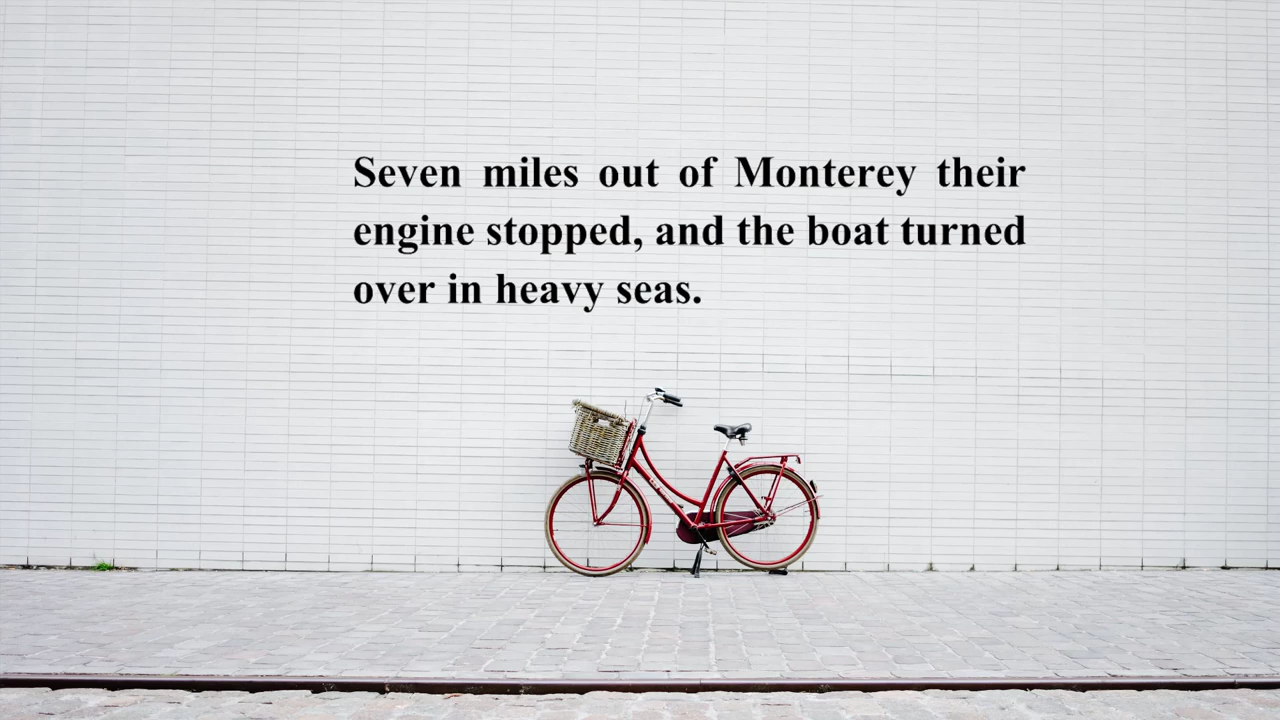 Seven miles out of Monterey their
engine stopped, and the boat turned
over in heavy seas.